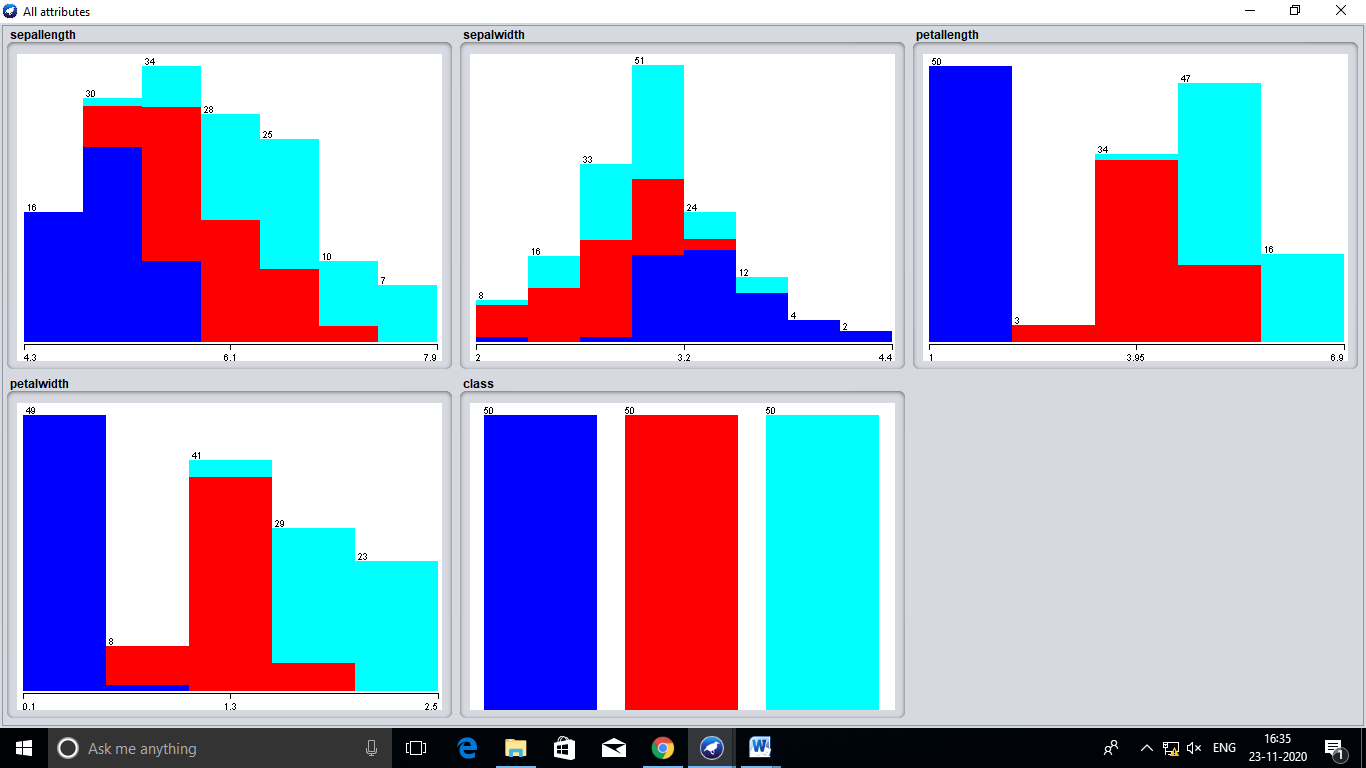 All attributes
sepallength
34
30
28
25
16
10
7
4.3 6.1 7.9
sepalwidth
51
33
24
16
12
8
4
2
2 3.2 4.4
petallength
50
47
34
16
3
1 3.95 6.9
petalwidth
49
41
29
23
8
0.1 1.3 2.5
class
50 50 50
Ask me anything
ENG
16:35
23-11-2020
1